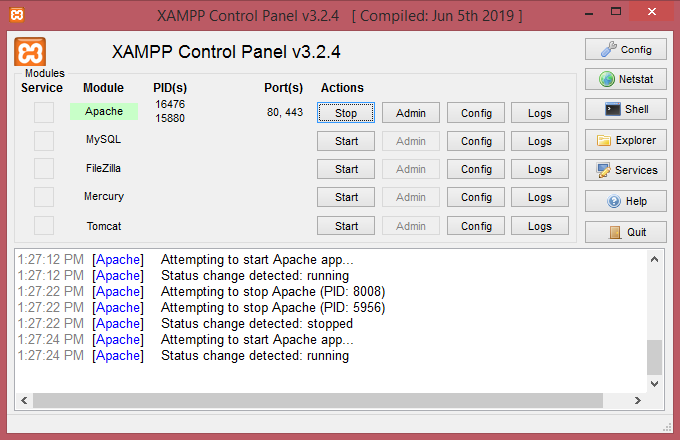 XAMPP Control Panel v3.2.4 [ Compiled: Jun 5th 2019 ]
XAMPP Control Panel v3.2.4
Config
Modules
Service Module PID(s) Port(s) Actions
Netstat
Apache 16476 15880 80, 443 Stop Admin Config Logs
Shell
MySQL Start Admin Config Logs
Explorer
FileZilla Start Admin Config Logs
Services
Mercury Start Admin Config Logs
Help
Tomcat Start Admin Config Logs
Quit
1:27:12 PM [Apache] Attempting to start Apache app...
1:27:12 PM [Apache] Status change detected: running
1:27:22 PM [Apache] Attempting to stop Apache (PID: 8008)
1:27:22 PM [Apache] Attempting to stop Apache (PID: 5956)
1:27:22 PM [Apache] Status change detected: stopped
1:27:24 PM [Apache] Attempting to start Apache app...
1:27:24 PM [Apache] Status change detected: running